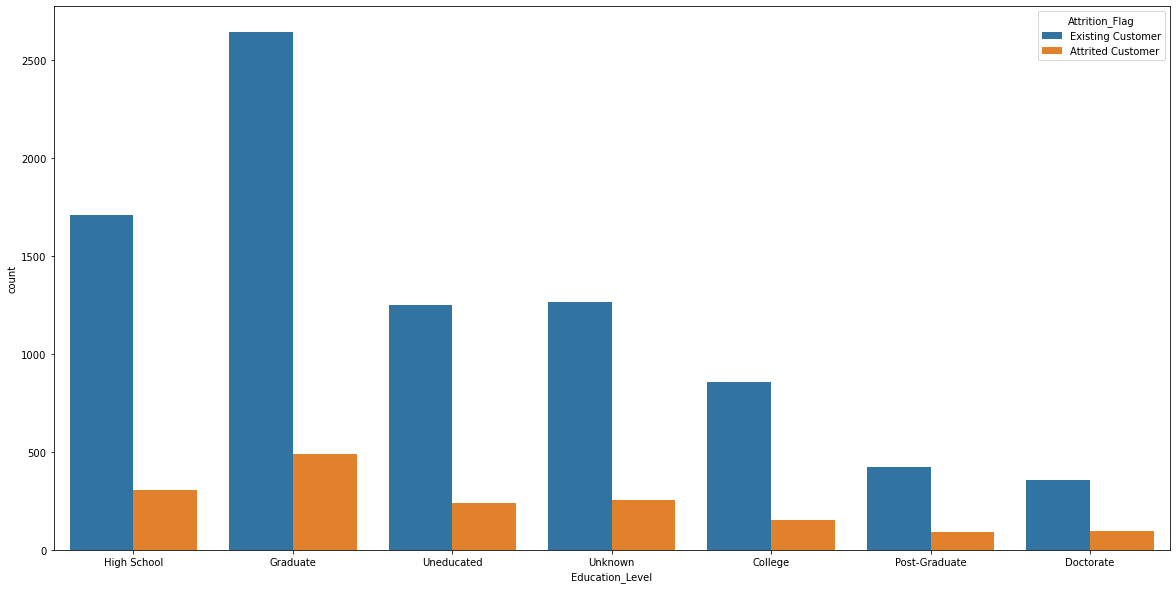 Attrition_Flag
Existing Customer
Attrited Customer
2500
2000
1500
1000
500
0
count
High School Graduate Uneducated Unknown College Post-Graduate Doctorate
Education_Level